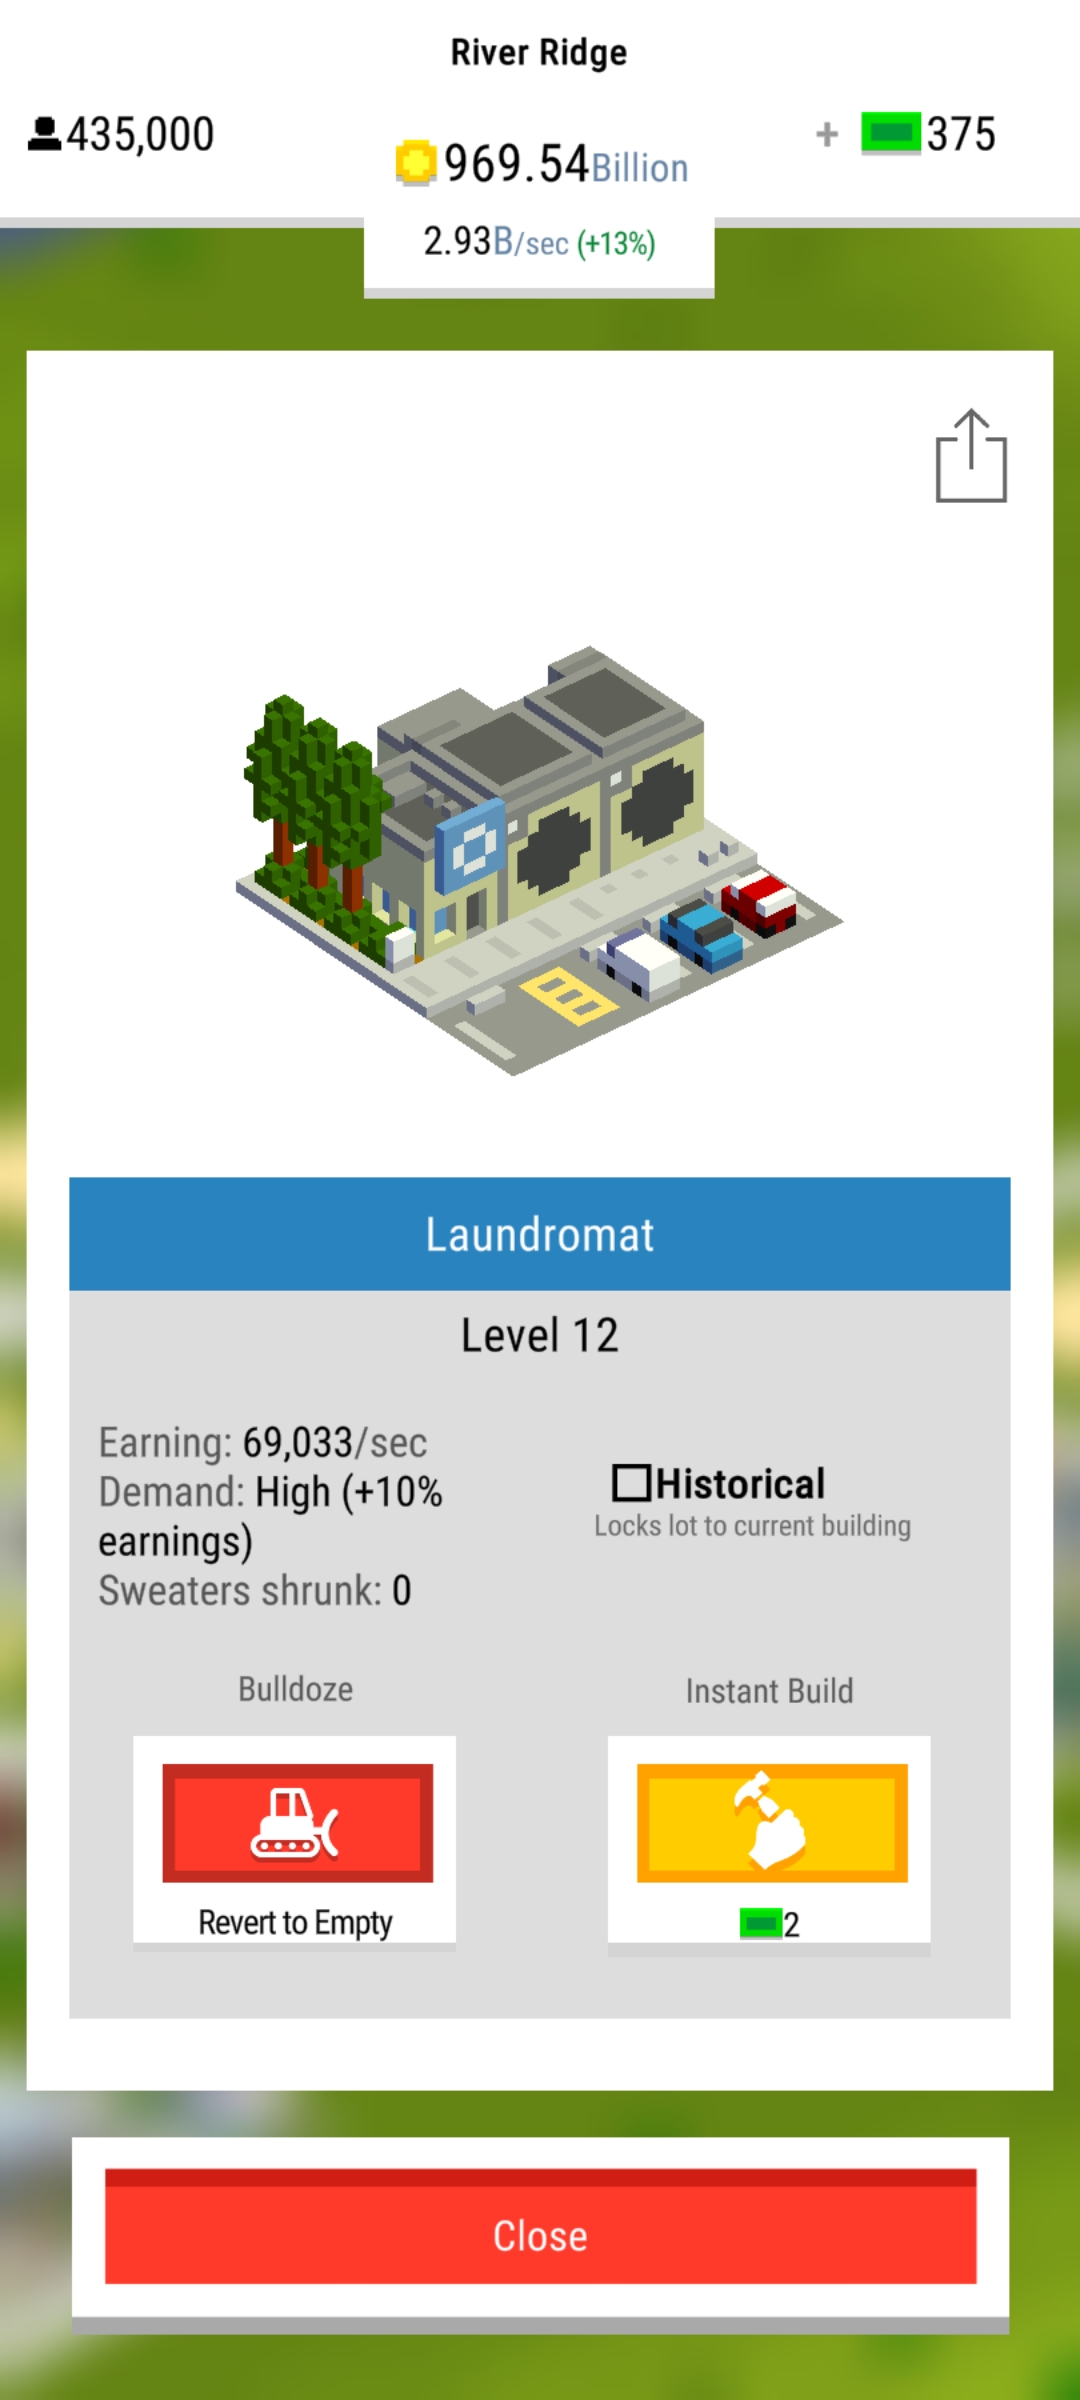 River Ridge
435,000
969.54Billion
+ 375
2.93B/sec (+13%)
Laundromat
Level 12
Earning: 69,033/sec
Demand: High (+10%
earnings)
Sweaters shrunk: 0
Historical
Locks lot to current building
Bulldoze
Instant Build
Revert to Empty
2
Close